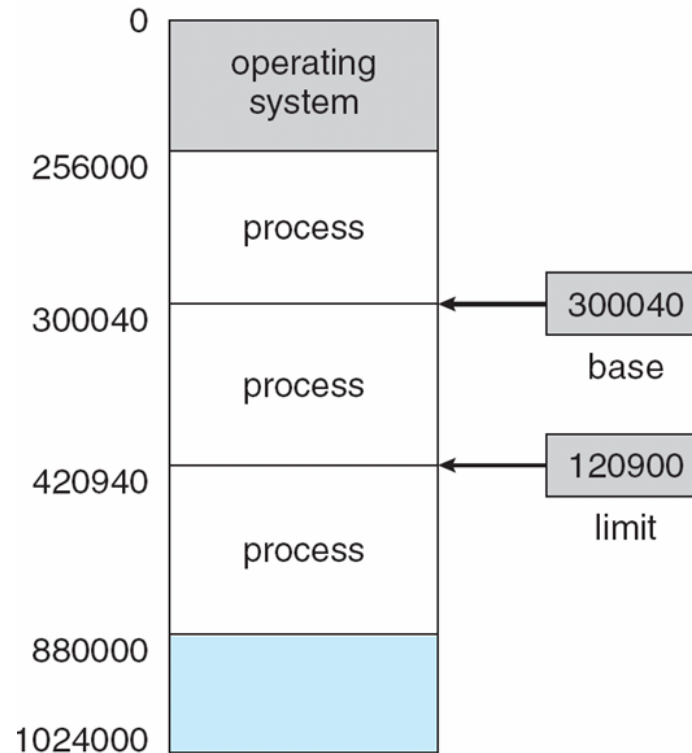 0
operating
system
256000
process
300040
300040
base
process
420940
120900
limit
process
880000
1024000